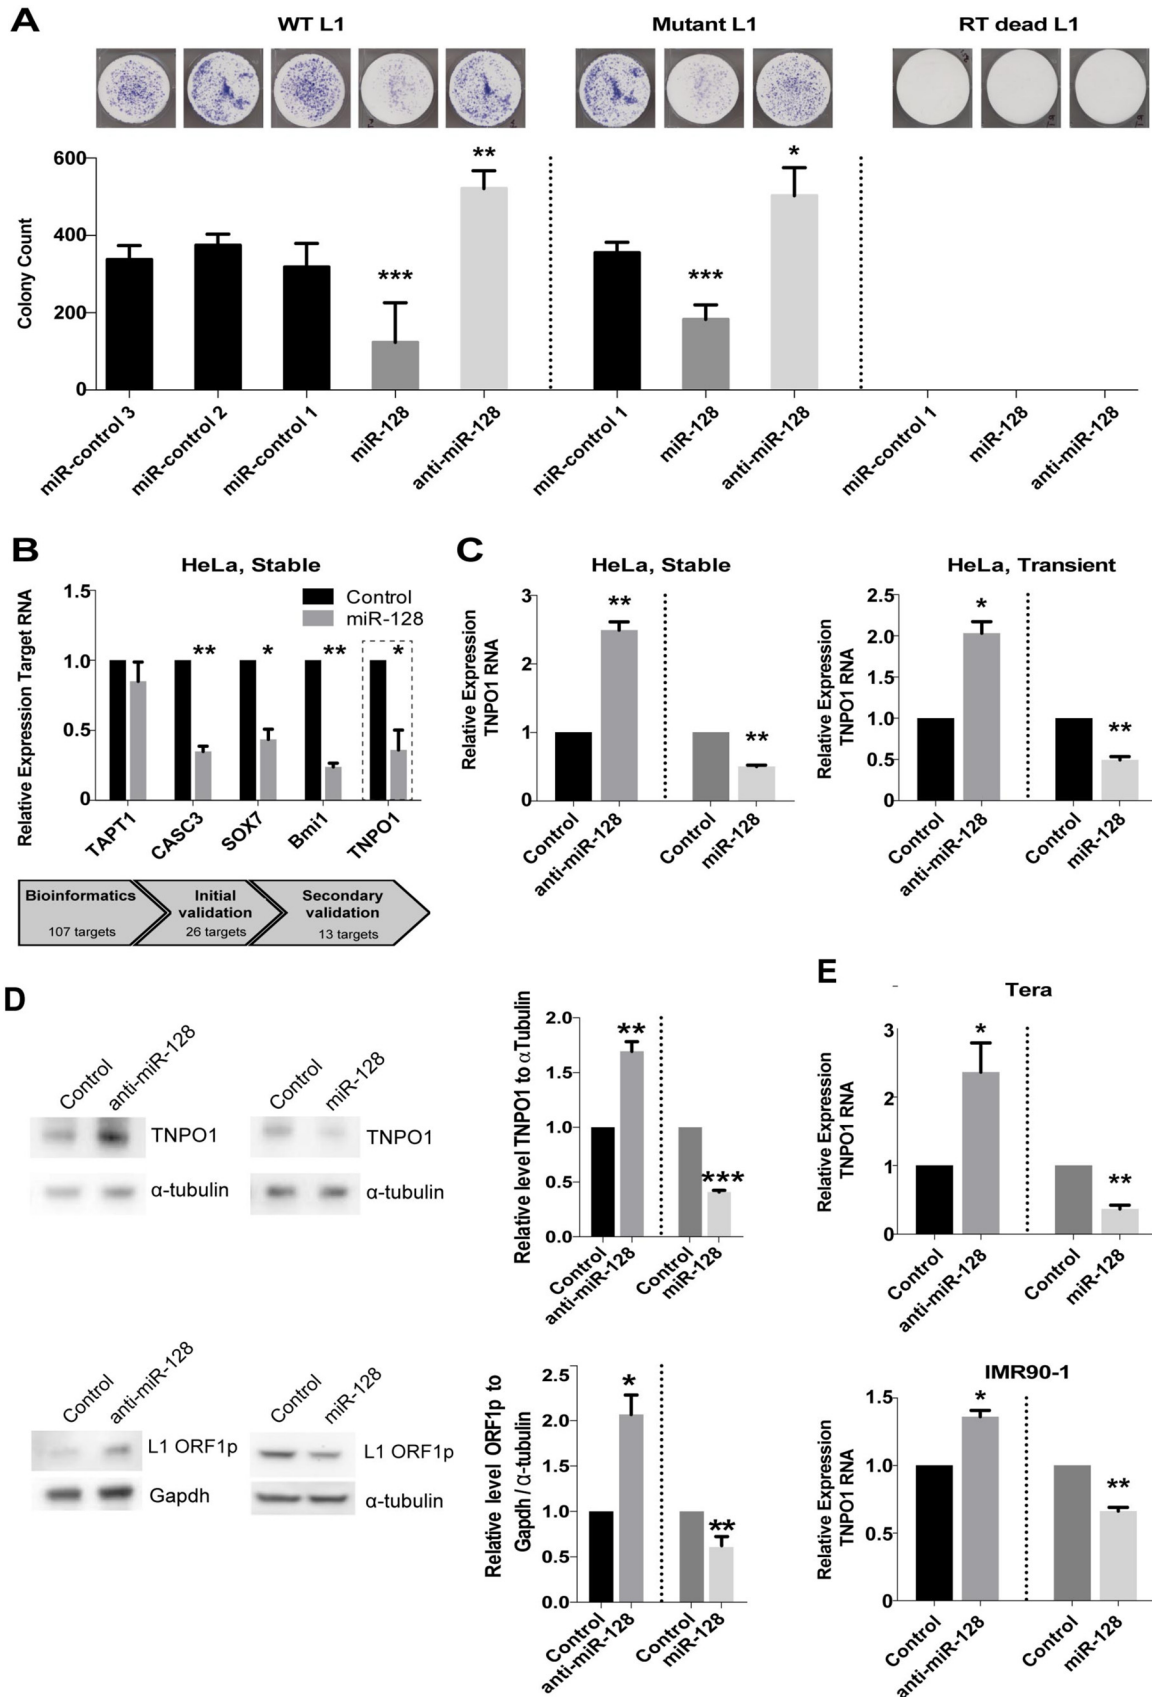 A
WT L1
Mutant L1
RT dead L1
**
*
***
***
600
400
200
0
Colony Count
miR-control 3
miR-control 2
miR-control 1
miR-128
anti-miR-128
miR-control 1
miR-128
anti-miR-128
miR-control 1
miR-128
anti-miR-128
B
HeLa, Stable
Relative Expression Target RNA
1.5
1.0
0.5
0
Control
miR-128
**
*
**
*
TAPT1
CASC3
SOX7
Bmi1
TNPO1
Bioinformatics
107 targets
Initial
validation
26 targets
Secondary
validation
13 targets
C
HeLa, Stable
Relative Expression
TNPO1 RNA
3
2
1
0
**
**
Control
anti-miR-128
Control
miR-128
HeLa, Transient
Relative Expression
TNPO1 RNA
2.5
2.0
1.0
0.5
0
*
**
Control
anti-miR-128
Control
miR-128
D
Control
anti-miR-128
TNPO1
α-tubulin
Control
miR-128
TNPO1
α-tubulin
Relative level TNPO1 to αTubulin
2.0
1.5
1.0
0.5
0.0
**
***
Control
anti-miR-128
Control
miR-128
Control
anti-miR-128
L1 ORF1p
Gapdh
Control
miR-128
L1 ORF1p
α-tubulin
Relative level ORF1p to
Gapdh / α-tubulin
2.5
2.0
1.0
0.5
0.0
*
**
Control
anti-miR-128
Control
miR-128
E
Tera
Relative Expression
TNPO1 RNA
3
2
1
0
*
**
Control
anti-miR-128
Control
miR-128
IMR90-1
Relative Expression
TNPO1 RNA
1.5
1.0
0.5
0
*
**
Control
anti-miR-128
Control
miR-128